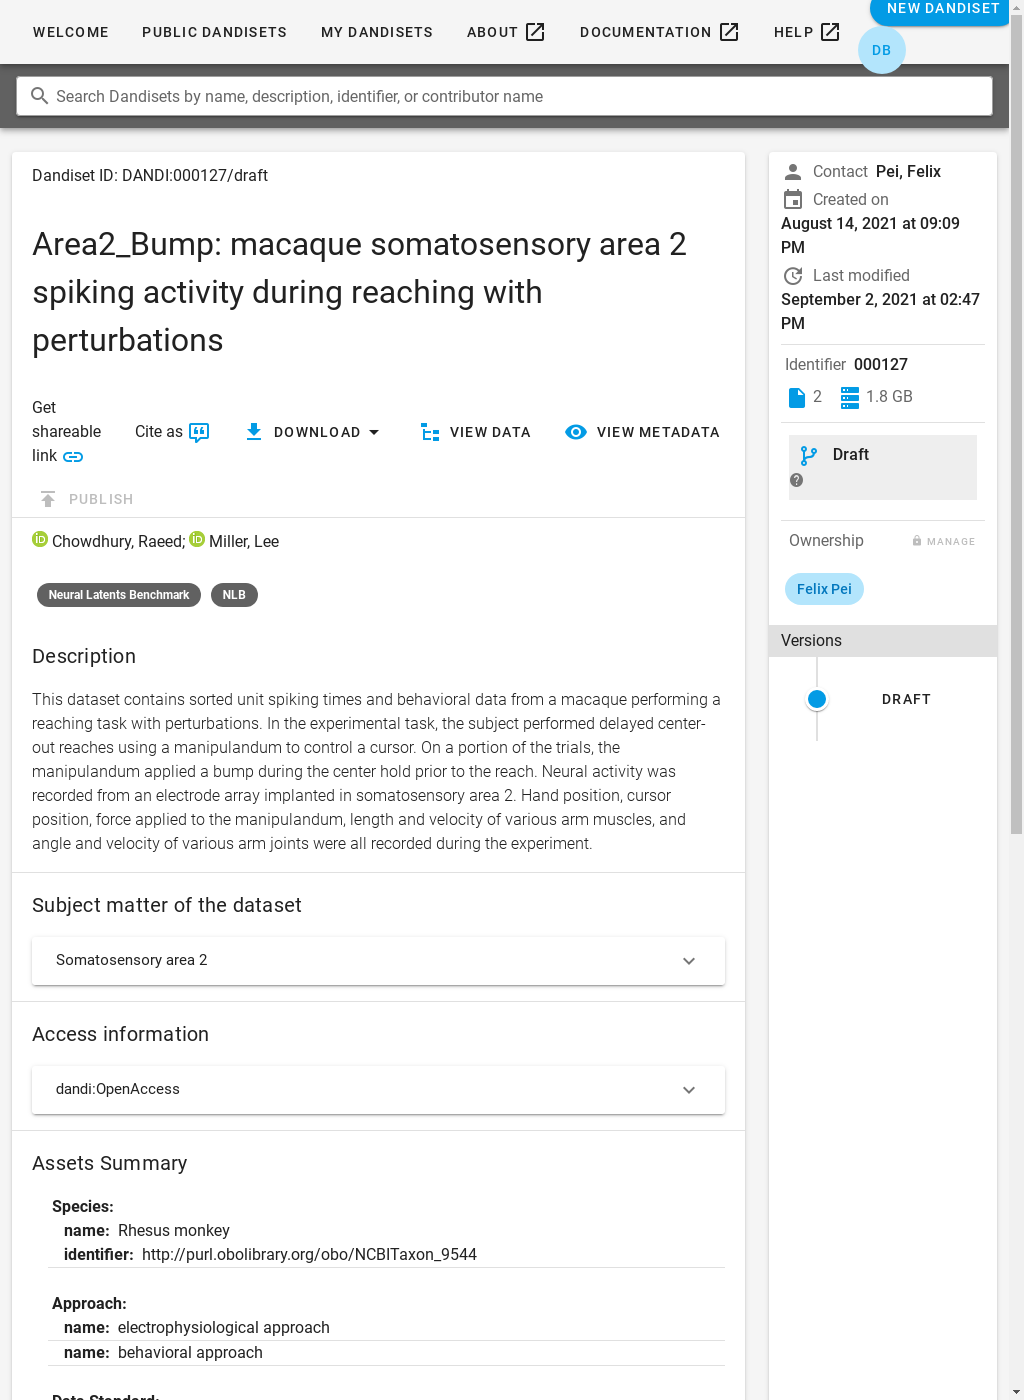 WELCOME PUBLIC DANDISETS MY DANDISETS ABOUT DOCUMENTATION HELP NEW DANDISET
DB
Search Dandisets by name, description, identifier, or contributor name
Dandiset ID: DANDI:000127/draft
Area2_Bump: macaque somatosensory area 2
spiking activity during reaching with
perturbations
Get
shareable
link
Cite as
DOWNLOAD
VIEW DATA
VIEW METADATA
PUBLISH
Chowdhury, Raeed; Miller, Lee
Neural Latents Benchmark NLB
Description
This dataset contains sorted unit spiking times and behavioral data from a macaque performing a
reaching task with perturbations. In the experimental task, the subject performed delayed center-
out reaches using a manipulandum to control a cursor. On a portion of the trials, the
manipulandum applied a bump during the center hold prior to the reach. Neural activity was
recorded from an electrode array implanted in somatosensory area 2. Hand position, cursor
position, force applied to the manipulandum, length and velocity of various arm muscles, and
angle and velocity of various arm joints were all recorded during the experiment.
Subject matter of the dataset
Somatosensory area 2
Access information
dandi:OpenAccess
Assets Summary
Species:
name: Rhesus monkey
identifier: http://purl.obolibrary.org/obo/NCBITaxon_9544
Approach:
name: electrophysiological approach
name: behavioral approach
Data Standard:
Contact Pei, Felix
Created on
August 14, 2021 at 09:09
PM
Last modified
September 2, 2021 at 02:47
PM
Identifier 000127
2 1.8 GB
Draft
Ownership MANAGE
Felix Pei
Versions
DRAFT